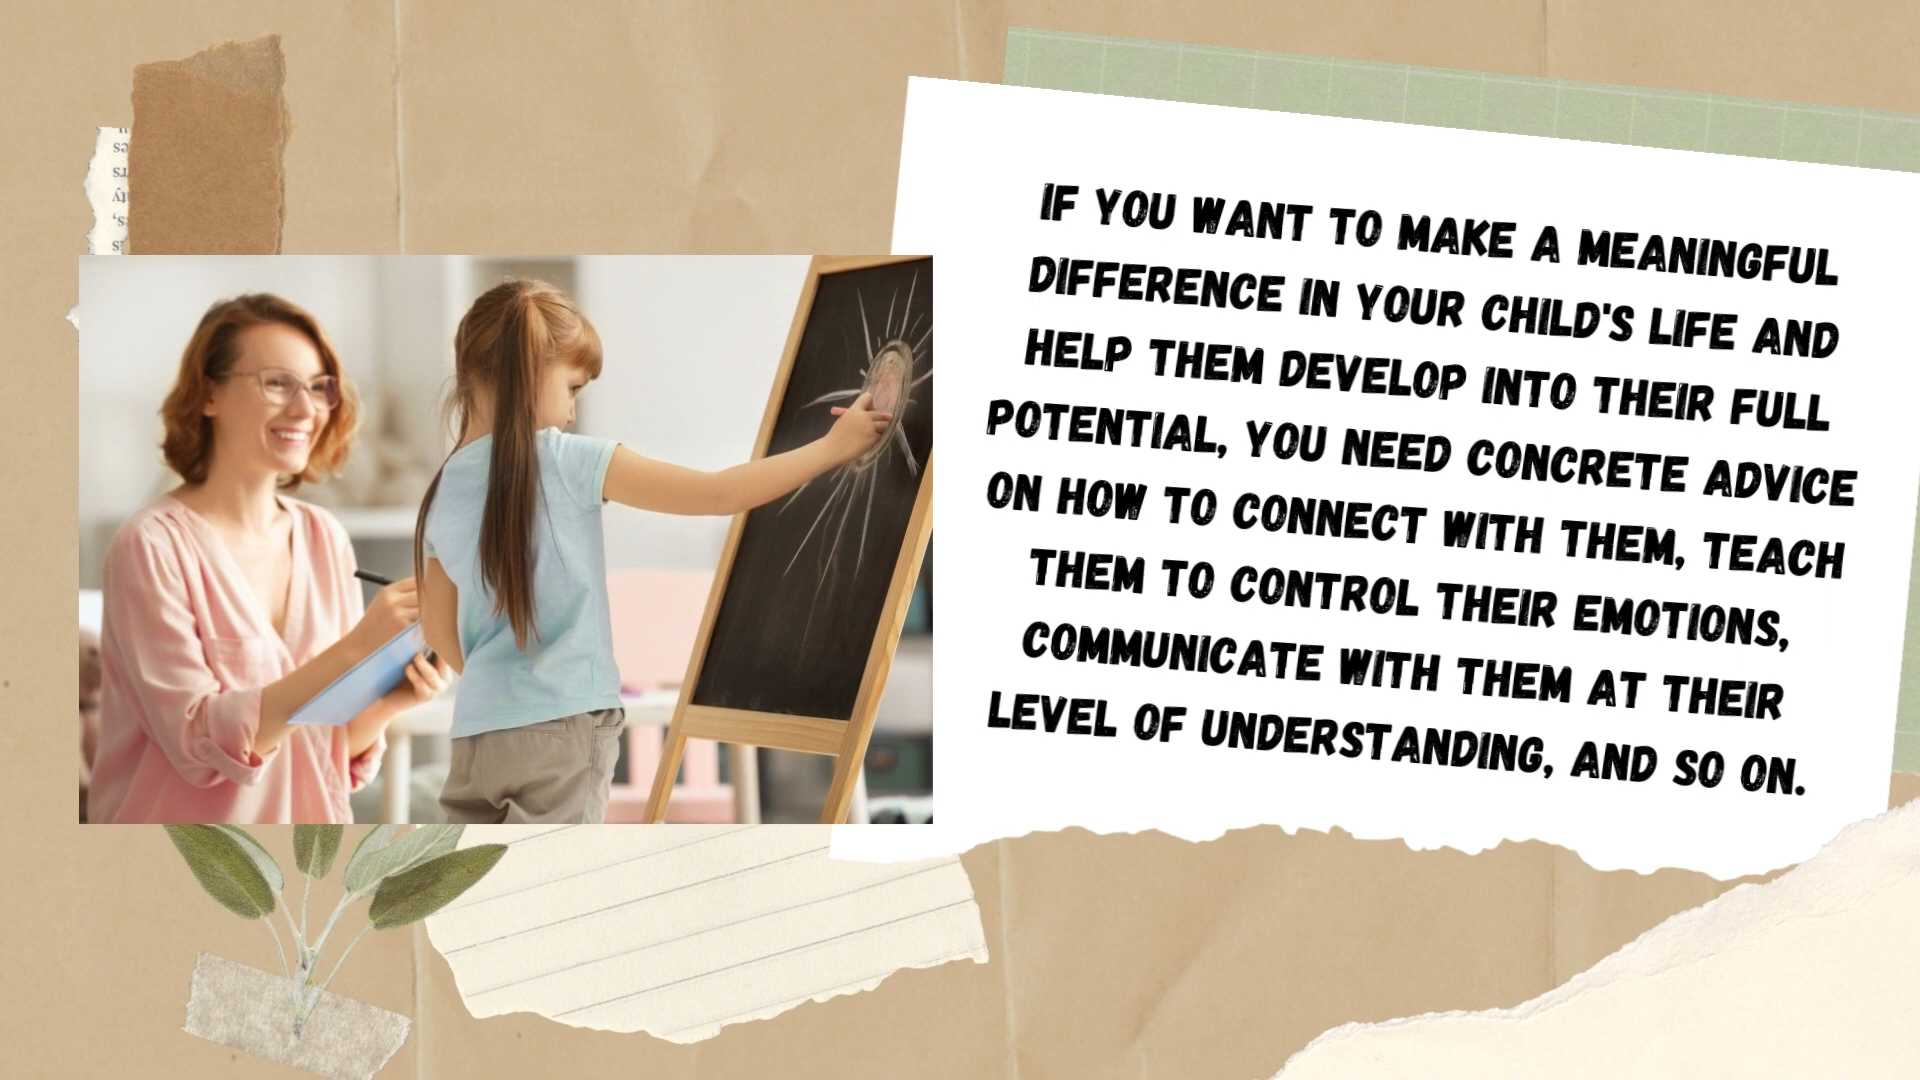 IF YOU WANT TO MAKE A MEANINGFUL
DIFFERENCE IN YOUR CHILD'S LIFE AND
HELP THEM DEVELOP INTO THEIR FULL
POTENTIAL, YOU NEED CONCRETE ADVICE
ON HOW TO CONNECT WITH THEM, TEACH
THEM TO CONTROL THEIR EMOTIONS,
COMMUNICATE WITH THEM AT THEIR
LEVEL OF UNDERSTANDING, AND SO ON.